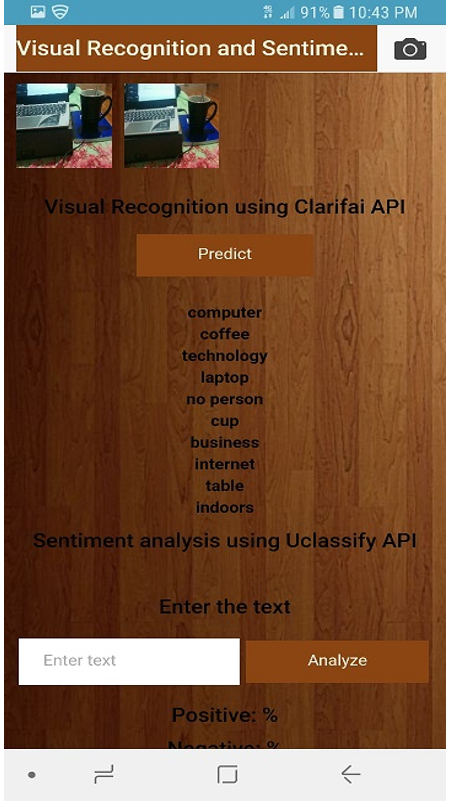 91% 10:43 PM
Visual Recognition and Sentime...
Visual Recognition using Clarifai API
Predict
computer
coffee
technology
laptop
no person
cup
business
internet
table
indoors
Sentiment analysis using Uclassify API
Enter the text
Enter text
Analyze
Positive: %
Negative: %